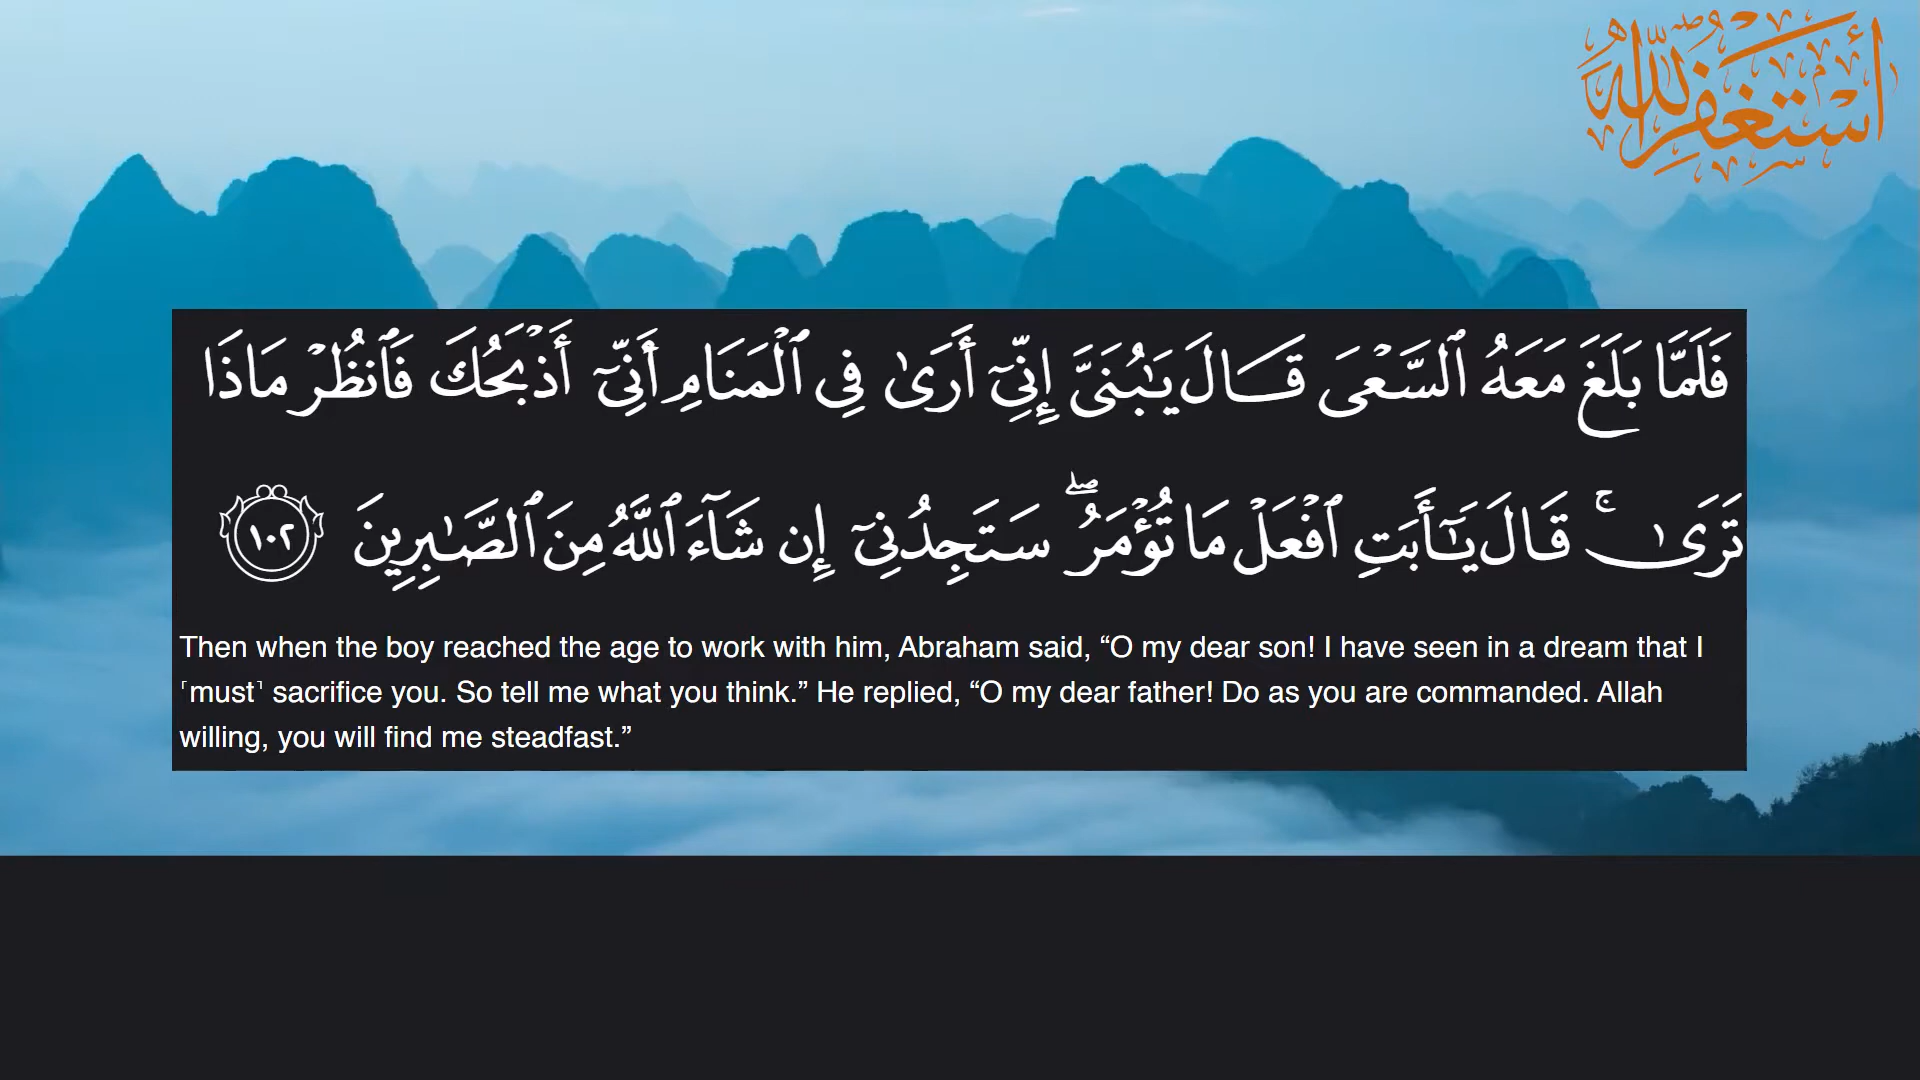 أستغفر الله
فَلَمَّا بَلَغَ مَعَهُ ٱلسَّعْىَ قَالَ يَـٰبُنَىَّ إِنِّىٓ أَرَىٰ فِى ٱلْمَنَامِ أَنِّىٓ أَذْبَحُكَ فَٱنظُرْ مَاذَا
تَرَىٰ ۚ قَالَ يَـٰٓأَبَتِ ٱفْعَلْ مَا تُؤْمَرُ ۖ سَتَجِدُنِىٓ إِن شَآءَ ٱللَّهُ مِنَ ٱلصَّـٰبِرِينَ ١٠٢
Then when the boy reached the age to work with him, Abraham said, “O my dear son! I have seen in a dream that I
˹must˺ sacrifice you. So tell me what you think.” He replied, “O my dear father! Do as you are commanded. Allah
willing, you will find me steadfast.”